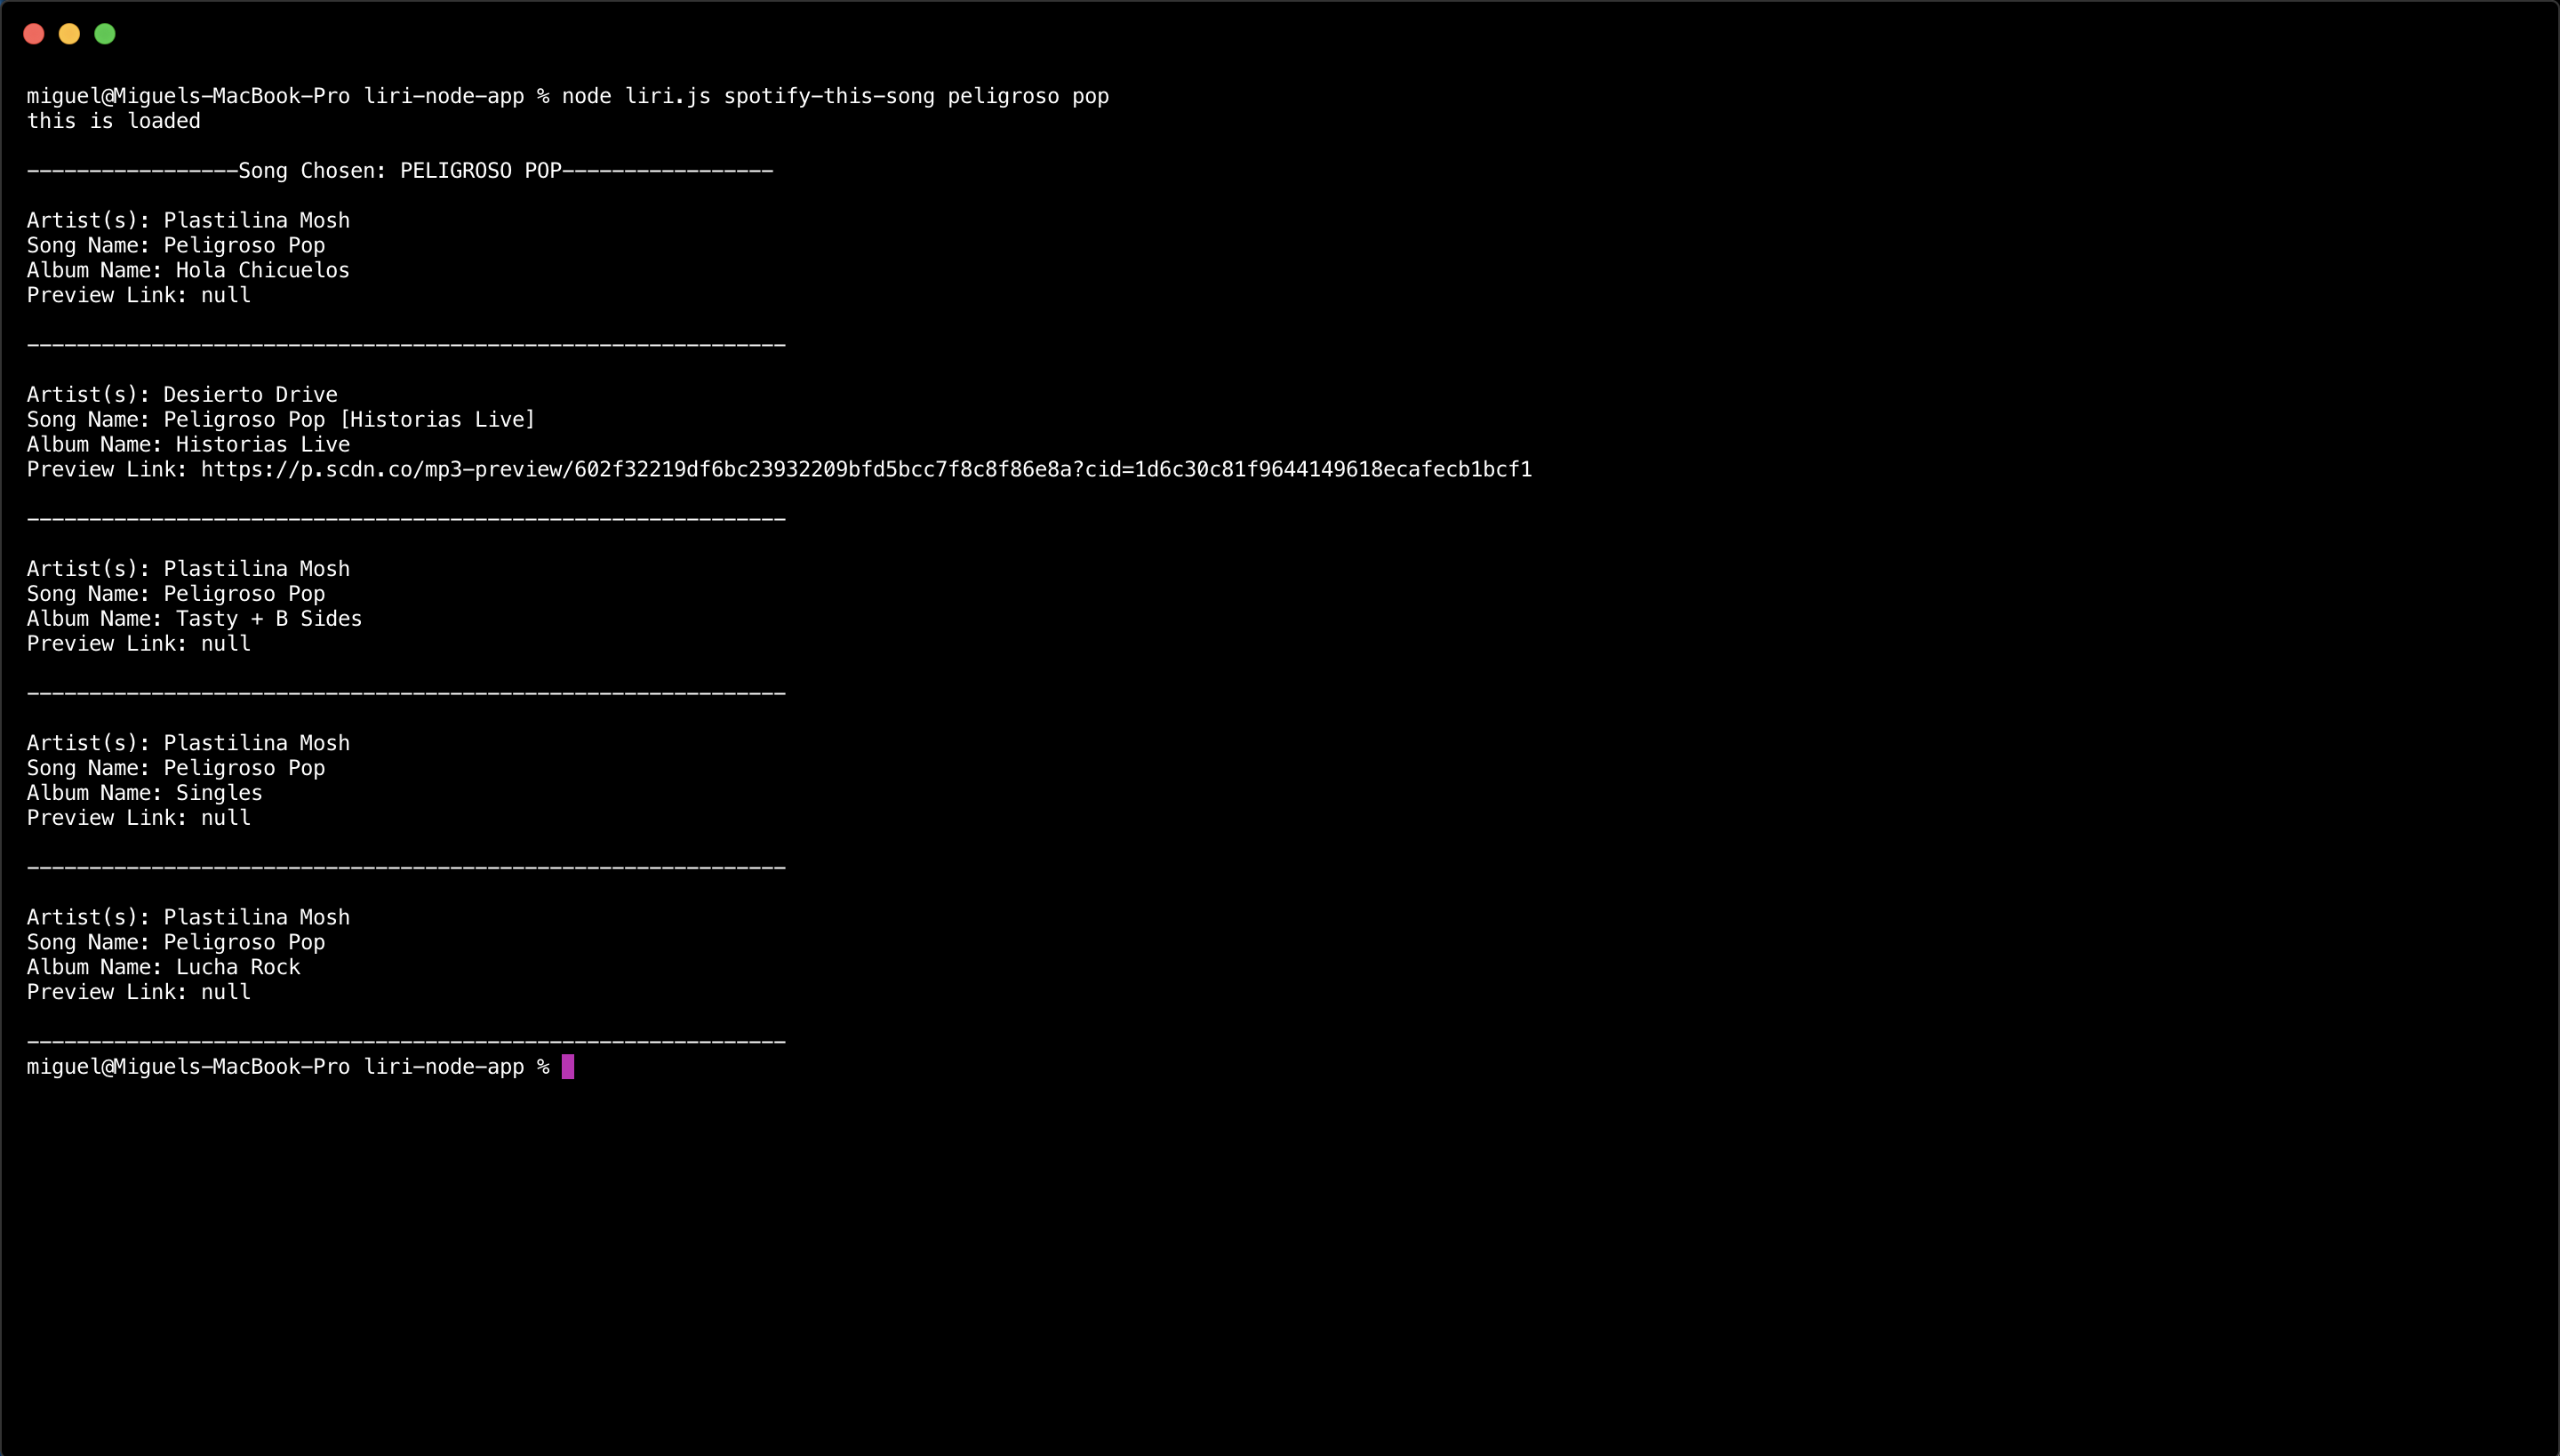 miguel@Miguels-MacBook-Pro liri-node-app % node liri.js spotify-this-song peligroso pop
this is loaded
-----------------Song Chosen: PELIGROSO POP-----------------
Artist(s): Plastilina Mosh
Song Name: Peligroso Pop
Album Name: Hola Chicuelos
Preview Link: null
-------------------------------------------------------------
Artist(s): Desierto Drive
Song Name: Peligroso Pop [Historias Live]
Album Name: Historias Live
Preview Link: https://p.scdn.co/mp3-preview/602f32219df6bc23932209bfd5bcc7f8c8f86e8a?cid=1d6c30c81f9644149618ecafecb1bcf1
-------------------------------------------------------------
Artist(s): Plastilina Mosh
Song Name: Peligroso Pop
Album Name: Tasty + B Sides
Preview Link: null
-------------------------------------------------------------
Artist(s): Plastilina Mosh
Song Name: Peligroso Pop
Album Name: Singles
Preview Link: null
-------------------------------------------------------------
Artist(s): Plastilina Mosh
Song Name: Peligroso Pop
Album Name: Lucha Rock
Preview Link: null
-------------------------------------------------------------
miguel@Miguels-MacBook-Pro liri-node-app %